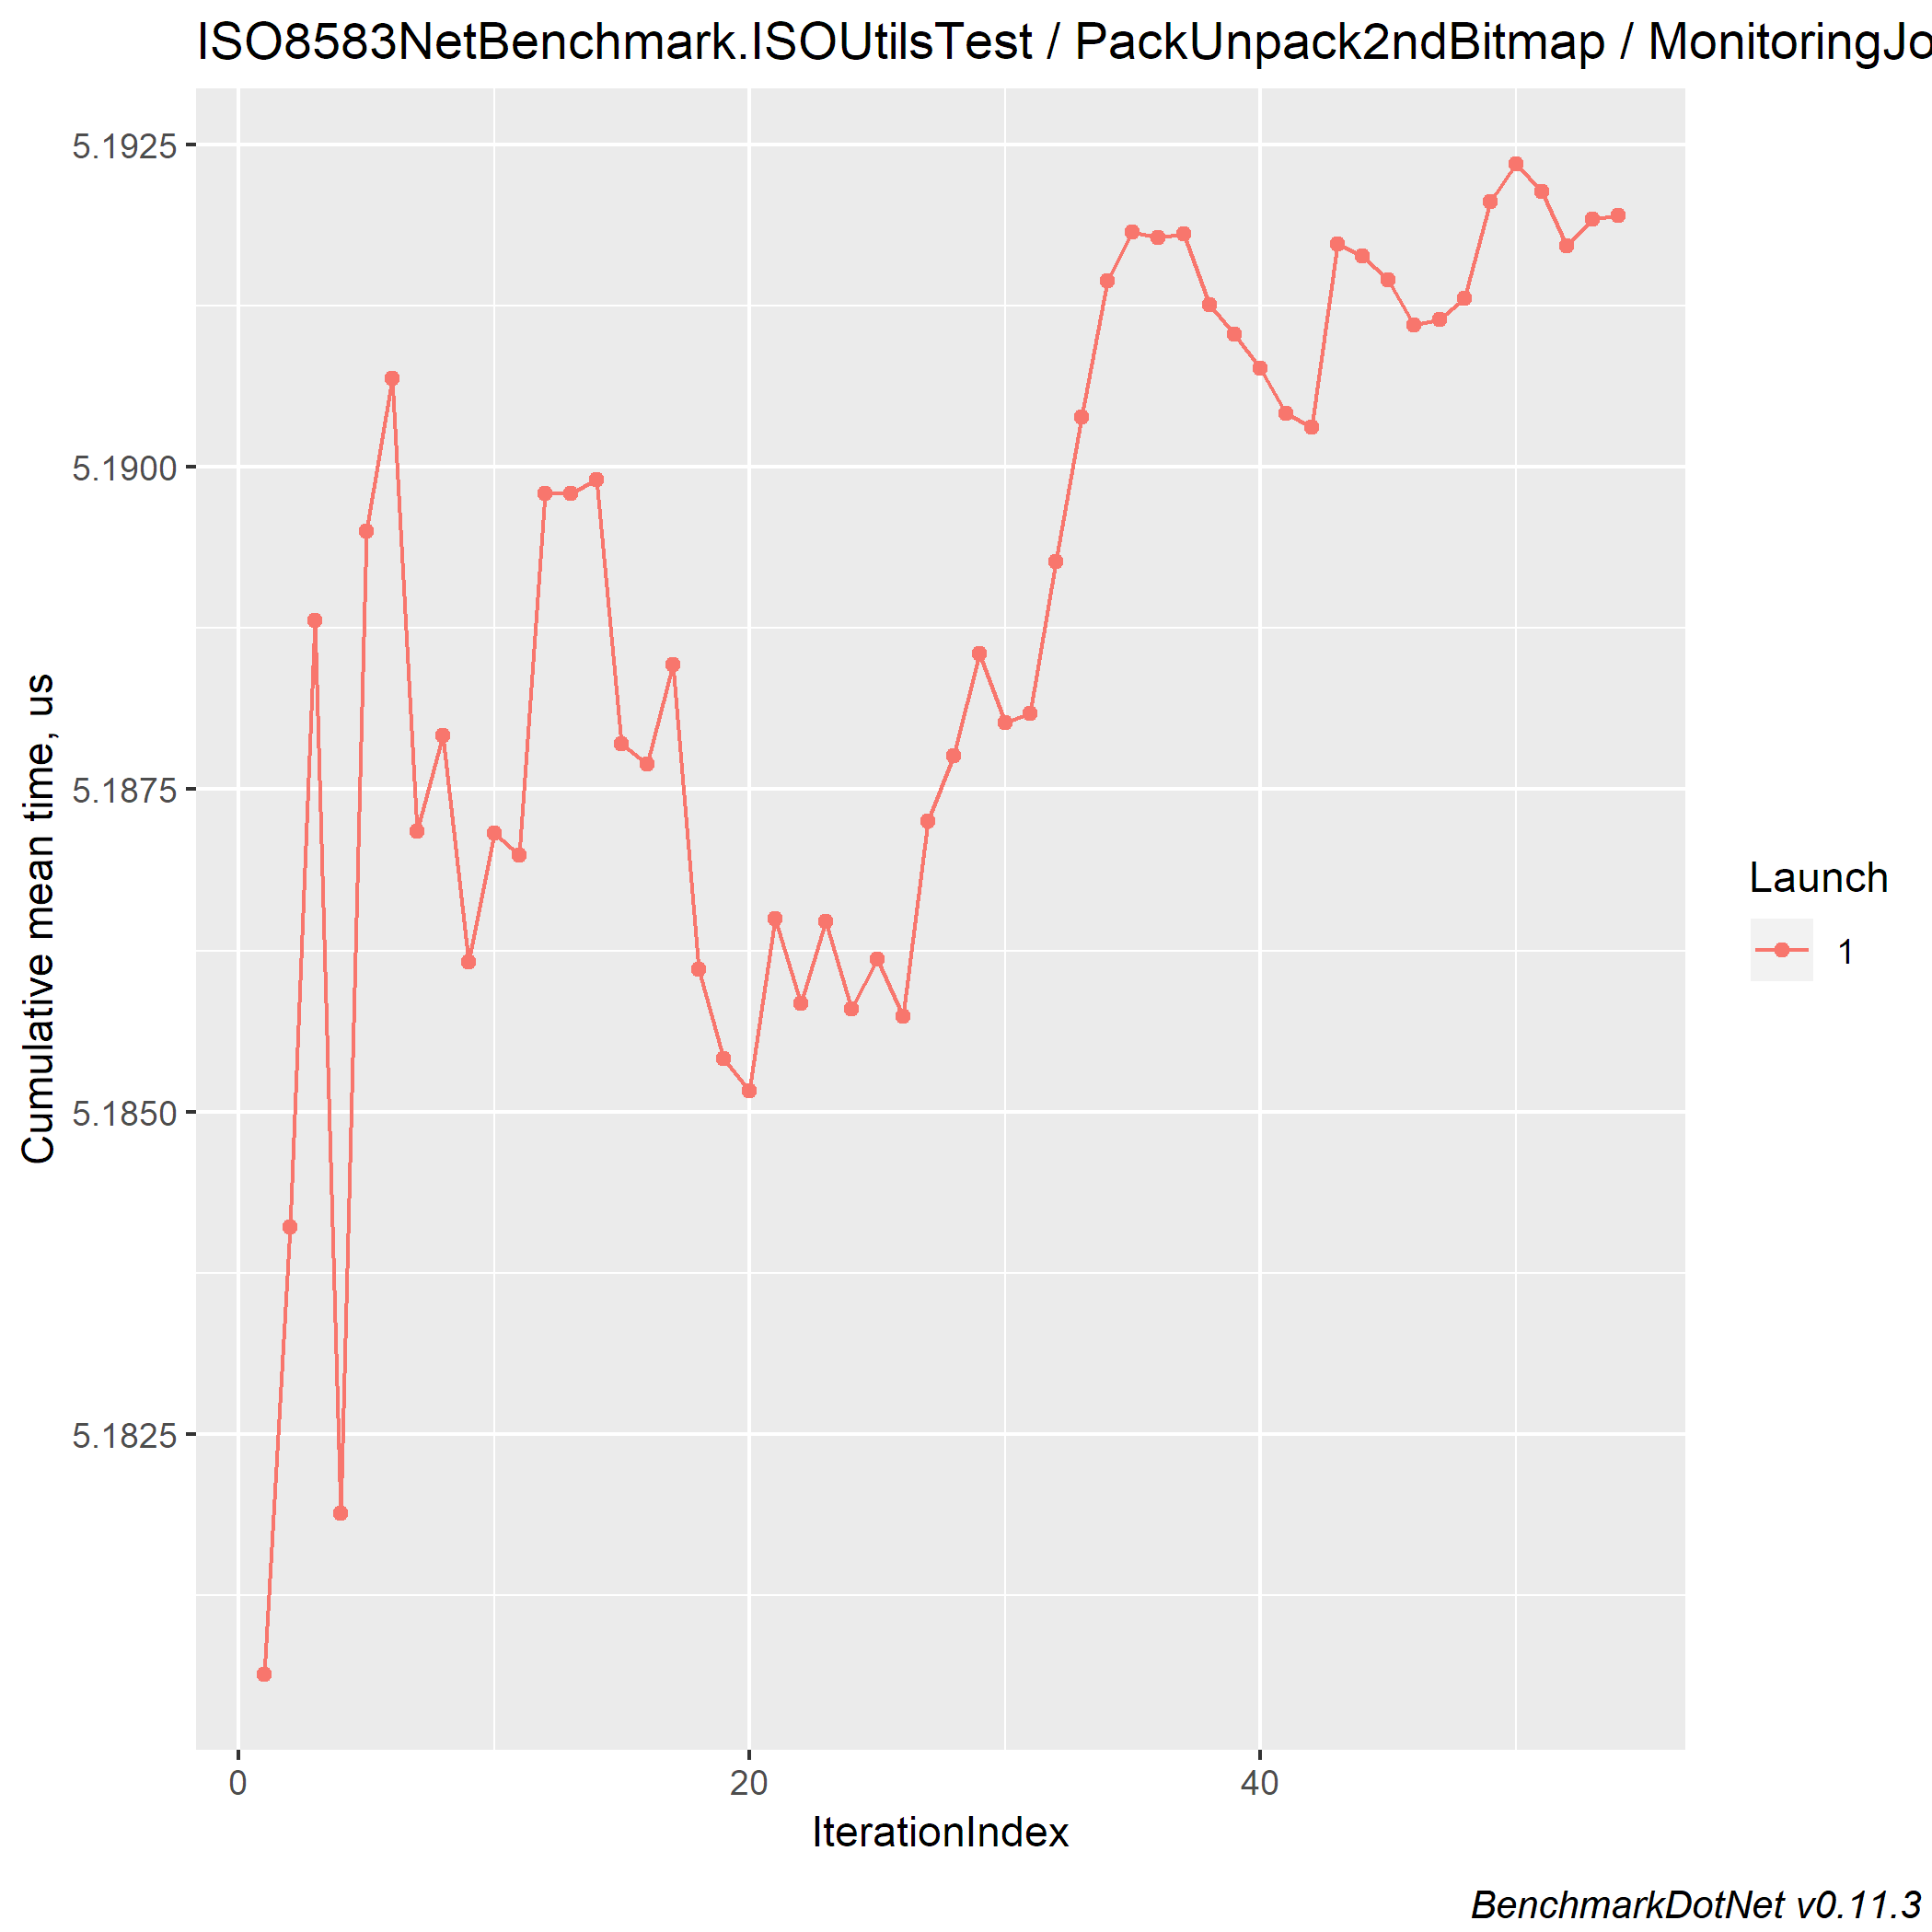 ISO8583NetBenchmark.ISOUtilsTest / PackUnpack2ndBitmap / MonitoringJo
5.1925
5.1900
5.1875
5.1850
5.1825
Cumulative mean time, us
0 20 40
IterationIndex
Launch
1
BenchmarkDotNet v0.11.3